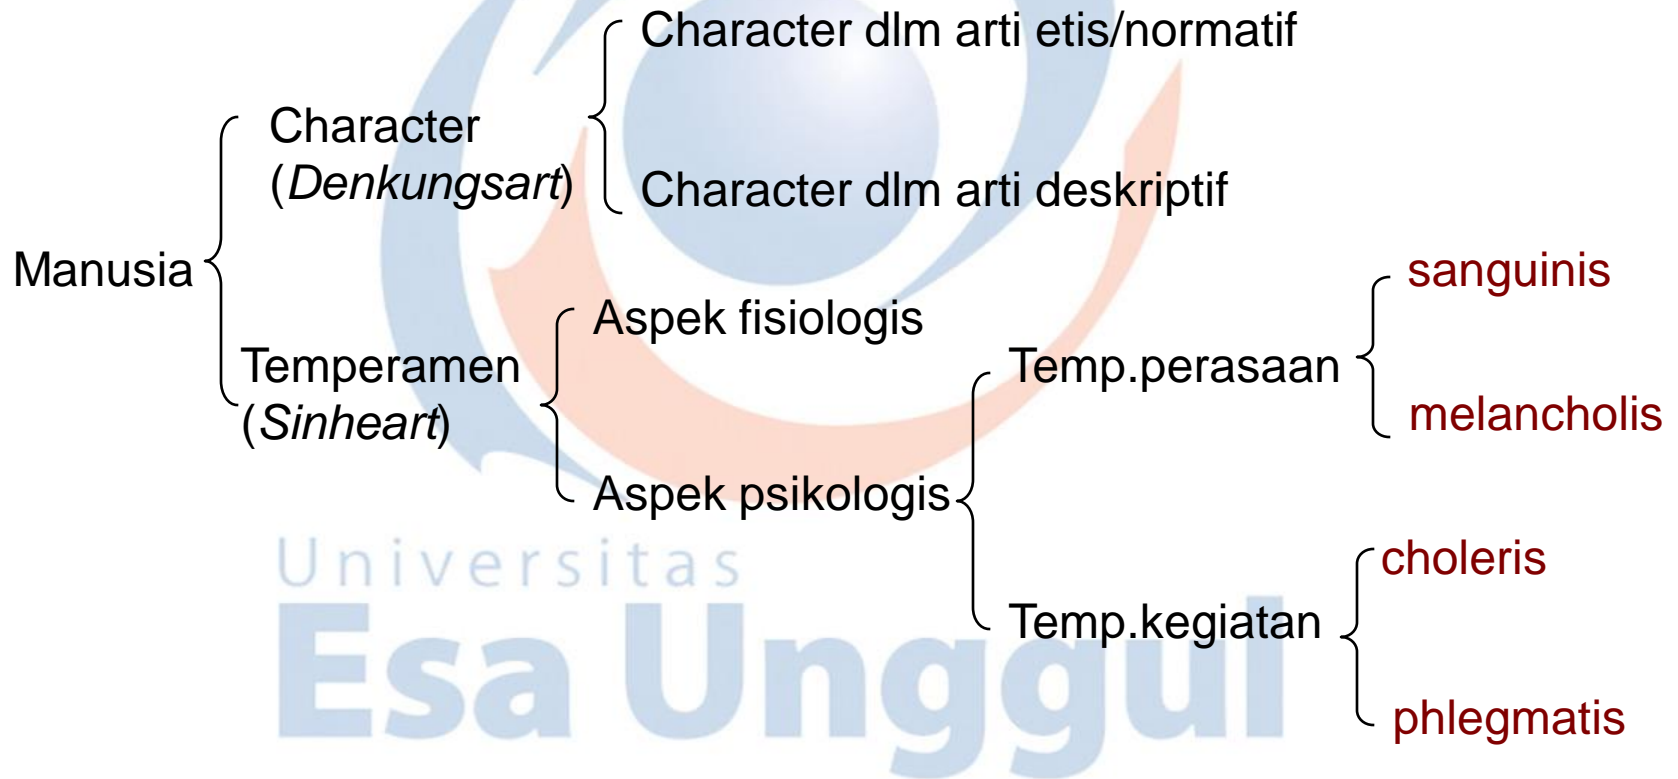 Character dlm arti etis/normatif
Character
(Denkungsart)
Character dlm arti deskriptif
Manusia
sanguinis
Aspek fisiologis
Temperamen
(Sinheart)
Temp.perasaan
melancholis
Aspek psikologis
Universitas
Esa Unggul
choleris
Temp.kegiatan
phlegmatis